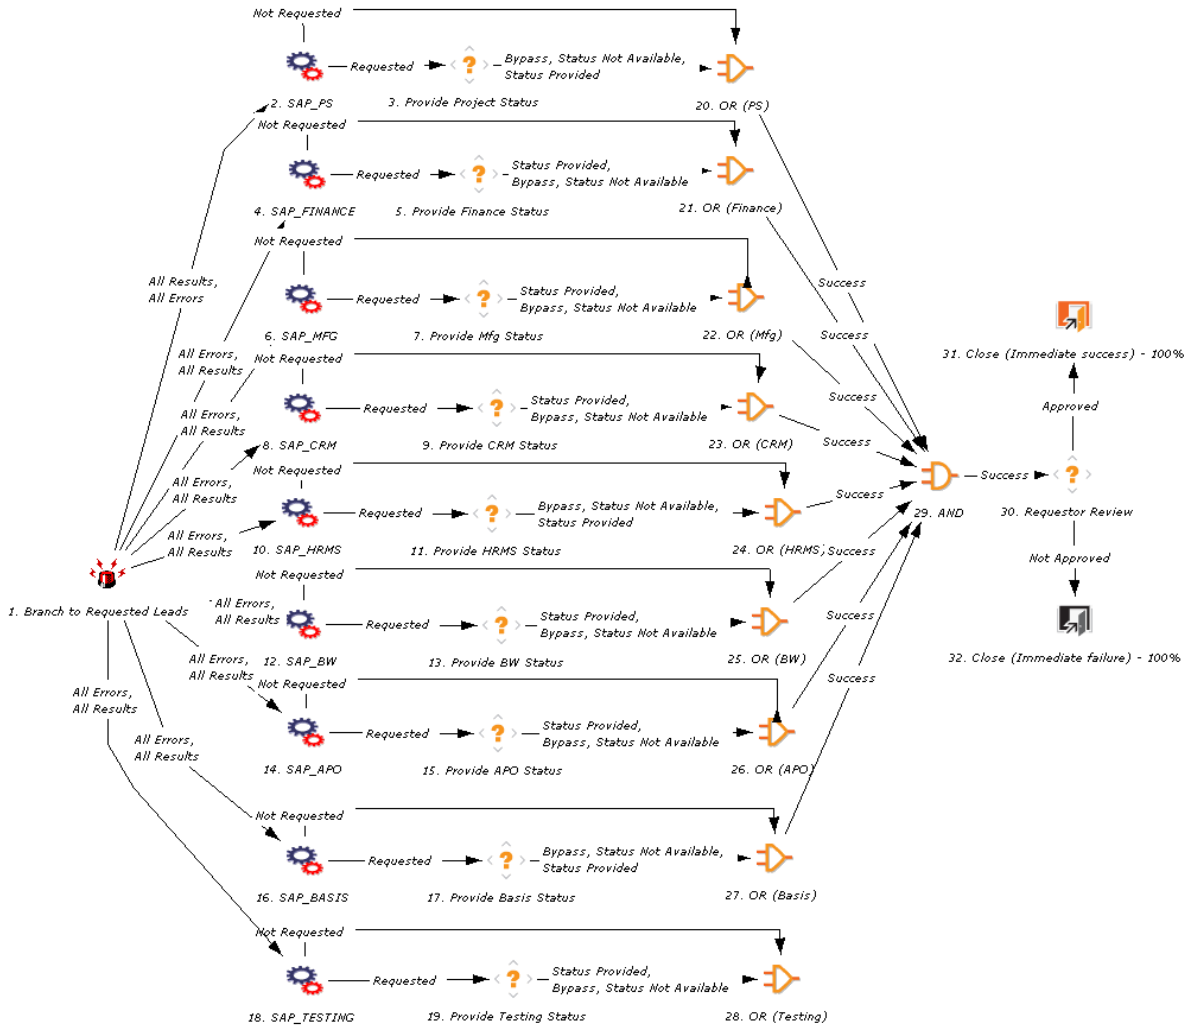 Not Requested
Requested
Bypass, Status Not Available,
Status Provided
2. SAP_PS
3. Provide Project Status
20. OR (PS)
Not Requested
Requested
Status Provided,
Bypass, Status Not Available
4. SAP_FINANCE
5. Provide Finance Status
21. OR (Finance)
Not Requested
All Results,
All Errors
Success
Requested
Status Provided,
Bypass, Status Not Available
6. SAP_MFG
7. Provide Mfg Status
22. OR (Mfg)
Success
31. Close (Immediate success) - 100%
All Errors,
All Results
Not Requested
Success
Requested
Status Provided,
Bypass, Status Not Available
Approved
All Errors,
All Results
8. SAP_CRM
9. Provide CRM Status
23. OR (CRM)
Success
Not Requested
All Errors,
All Results
Success
Success
Requested
Bypass, Status Not Available,
Status Provided
29. AND
30. Requestor Review
All Errors,
All Results
10. SAP_HRMS
11. Provide HRMS Status
24. OR (HRMS)
Success
Not Approved
Not Requested
1. Branch to Requested Leads
All Errors,
All Results
Requested
Status Provided,
Bypass, Status Not Available
Success
12. SAP_BW
13. Provide BW Status
25. OR (BW)
32. Close (Immediate failure) - 100%
All Errors,
All Results
Not Requested
Success
All Errors,
All Results
Requested
Status Provided,
Bypass, Status Not Available
All Errors,
All Results
14. SAP_APO
15. Provide APO Status
26. OR (APO)
Not Requested
Requested
Bypass, Status Not Available,
Status Provided
16. SAP_BASIS
17. Provide Basis Status
27. OR (Basis)
Not Requested
Requested
Status Provided,
Bypass, Status Not Available
18. SAP_TESTING
19. Provide Testing Status
28. OR (Testing)